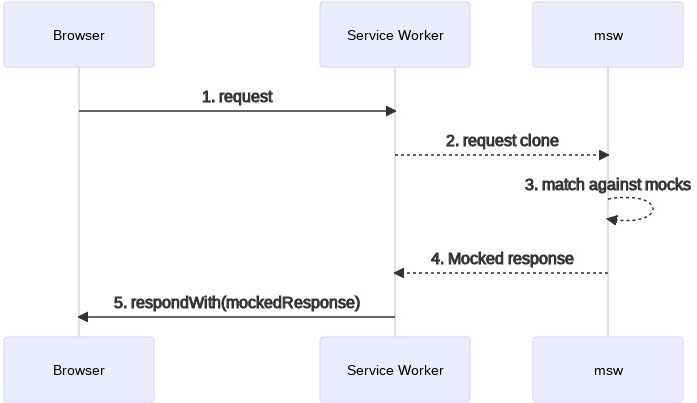 Browser
Service Worker
msw
1. request
2. request clone
3. match against mocks
4. Mocked response
5. respondWith(mockedResponse)
Browser
Service Worker
msw